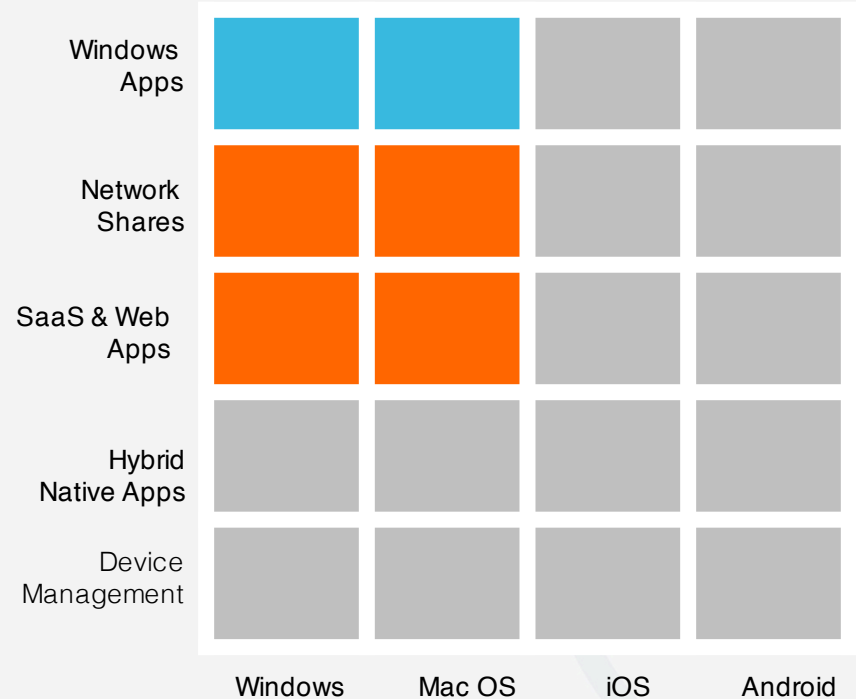 Windows
Apps
Network
Shares
SaaS & Web
Apps
Hybrid
Native Apps
Device
Management
Windows Mac OS iOS Android